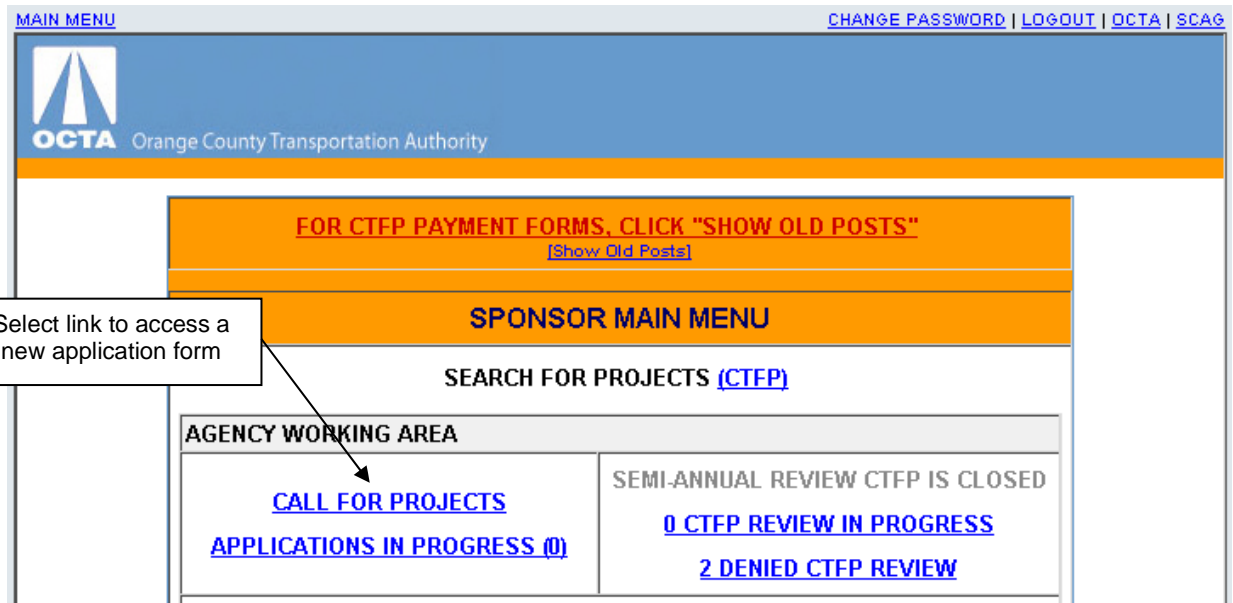 MAIN MENU
CHANGE PASSWORD | LOGOUT | OCTA | SCAG
OCTA Orange County Transportation Authority
FOR CTFP PAYMENT FORMS, CLICK "SHOW OLD POSTS"
[Show Old Posts]
SPONSOR MAIN MENU
Select link to access a
new application form
SEARCH FOR PROJECTS (CTFP)
AGENCY WORKING AREA
CALL FOR PROJECTS
APPLICATIONS IN PROGRESS (0)
SEMI-ANNUAL REVIEW CTFP IS CLOSED
0 CTFP REVIEW IN PROGRESS
2 DENIED CTFP REVIEW